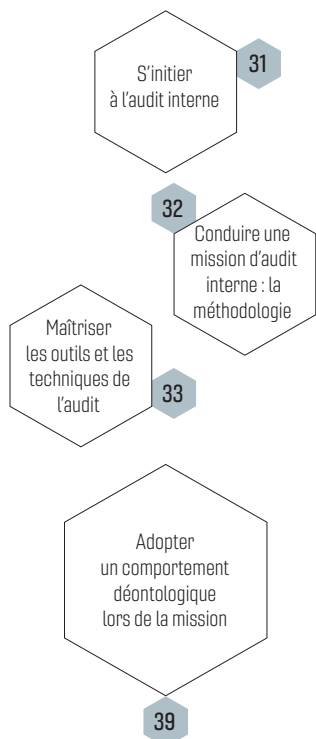 S'initier
à l'audit interne
31
32
Conduire une
mission d'audit
interne : la
méthodologie
Maîtriser
les outils et les
techniques de
l'audit
33
Adopter
un comportement
déontologique
lors de la mission
39